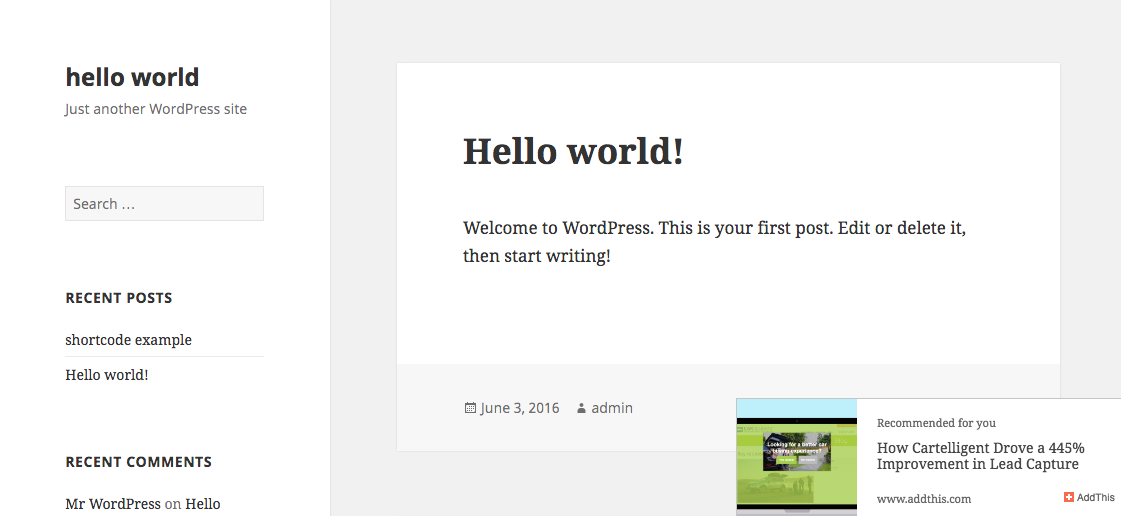 hello world
Just another WordPress site
Search …
RECENT POSTS
shortcode example
Hello world!
RECENT COMMENTS
Mr WordPress on Hello
Hello world!
Welcome to WordPress. This is your first post. Edit or delete it,
then start writing!
June 3, 2016 admin
Looking for a better car
buying experience?
Recommended for you
How Cartelligent Drove a 445%
Improvement in Lead Capture
www.addthis.com
AddThis